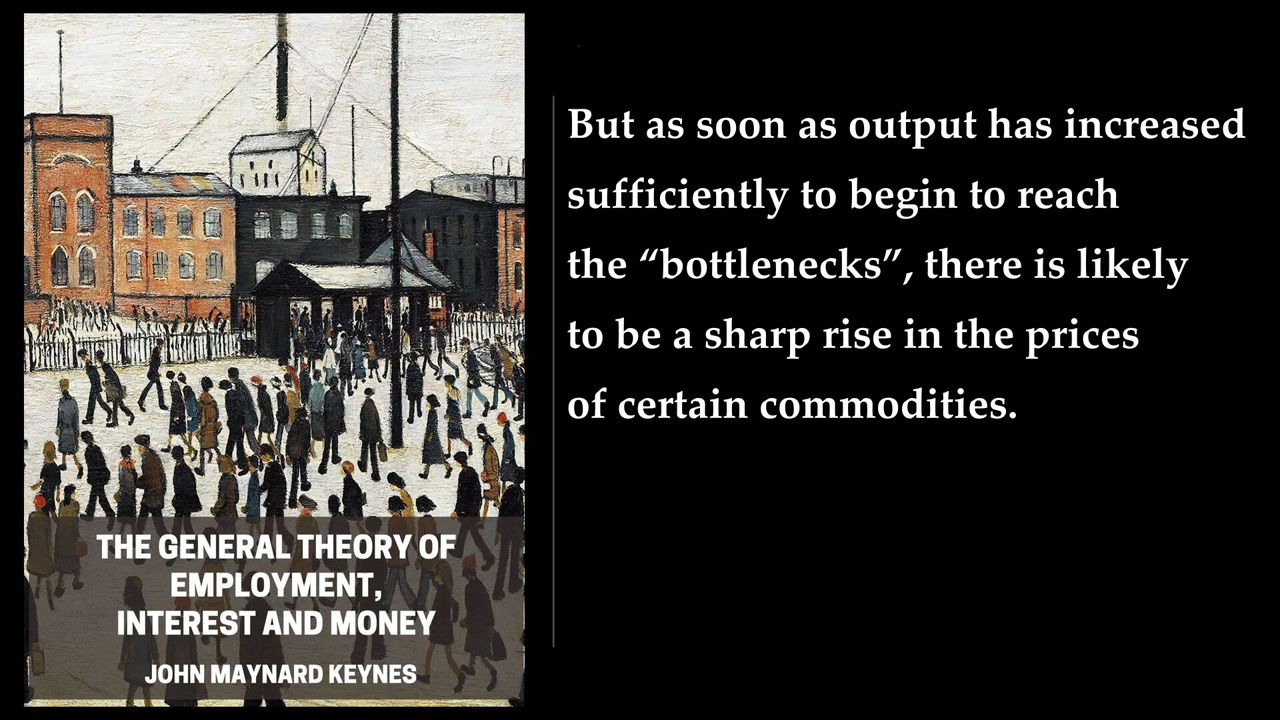 THE GENERAL THEORY OF
EMPLOYMENT,
INTEREST AND MONEY
JOHN MAYNARD KEYNES
But as soon as output has increased
sufficiently to begin to reach
the “bottlenecks”, there is likely
to be a sharp rise in the prices
of certain commodities.